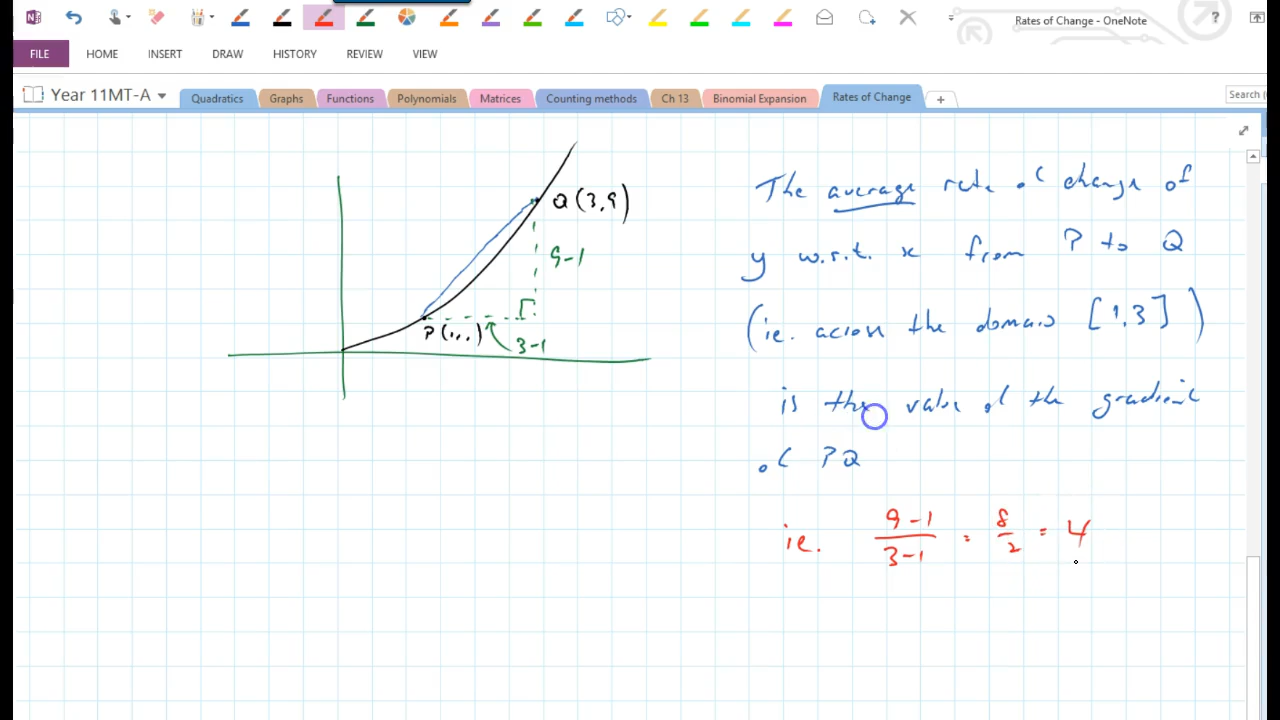 Rates of Change - OneNote
?
FILE HOME INSERT DRAW HISTORY REVIEW VIEW
Year 11MT-A Quadratics Graphs Functions Polynomials Matrices Counting methods Ch 13 Binomial Expansion Rates of Change + Search (
The average rate of change of
Q (3,9)
y w.r.t. x from P to Q
9-1
(ie. across the domain [1,3])
P (1,1)
3-1
is the value of the gradient
of PQ
ie. 9-1 / 3-1 = 8/2 = 4